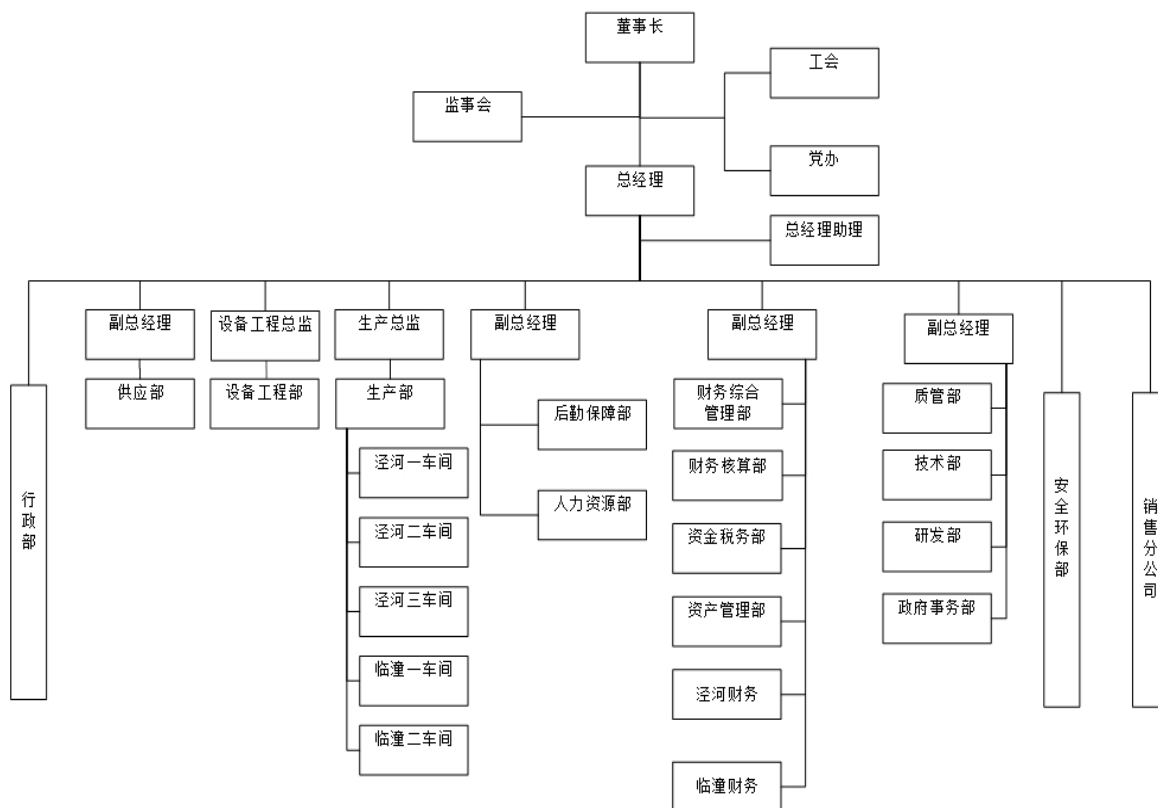 董事长
工会
监事会
党办
总经理
总经理助理
副总经理
设备工程总监
生产总监
副总经理
副总经理
副总经理
供应部
设备工程部
生产部
后勤保障部
人力资源部
财务综合
管理部
财务核算部
资金税务部
资产管理部
泾河财务
临潼财务
质管部
技术部
研发部
政府事务部
泾河一车间
泾河二车间
泾河三车间
临潼一车间
临潼二车间
行政部
安全环保部
销售分公司